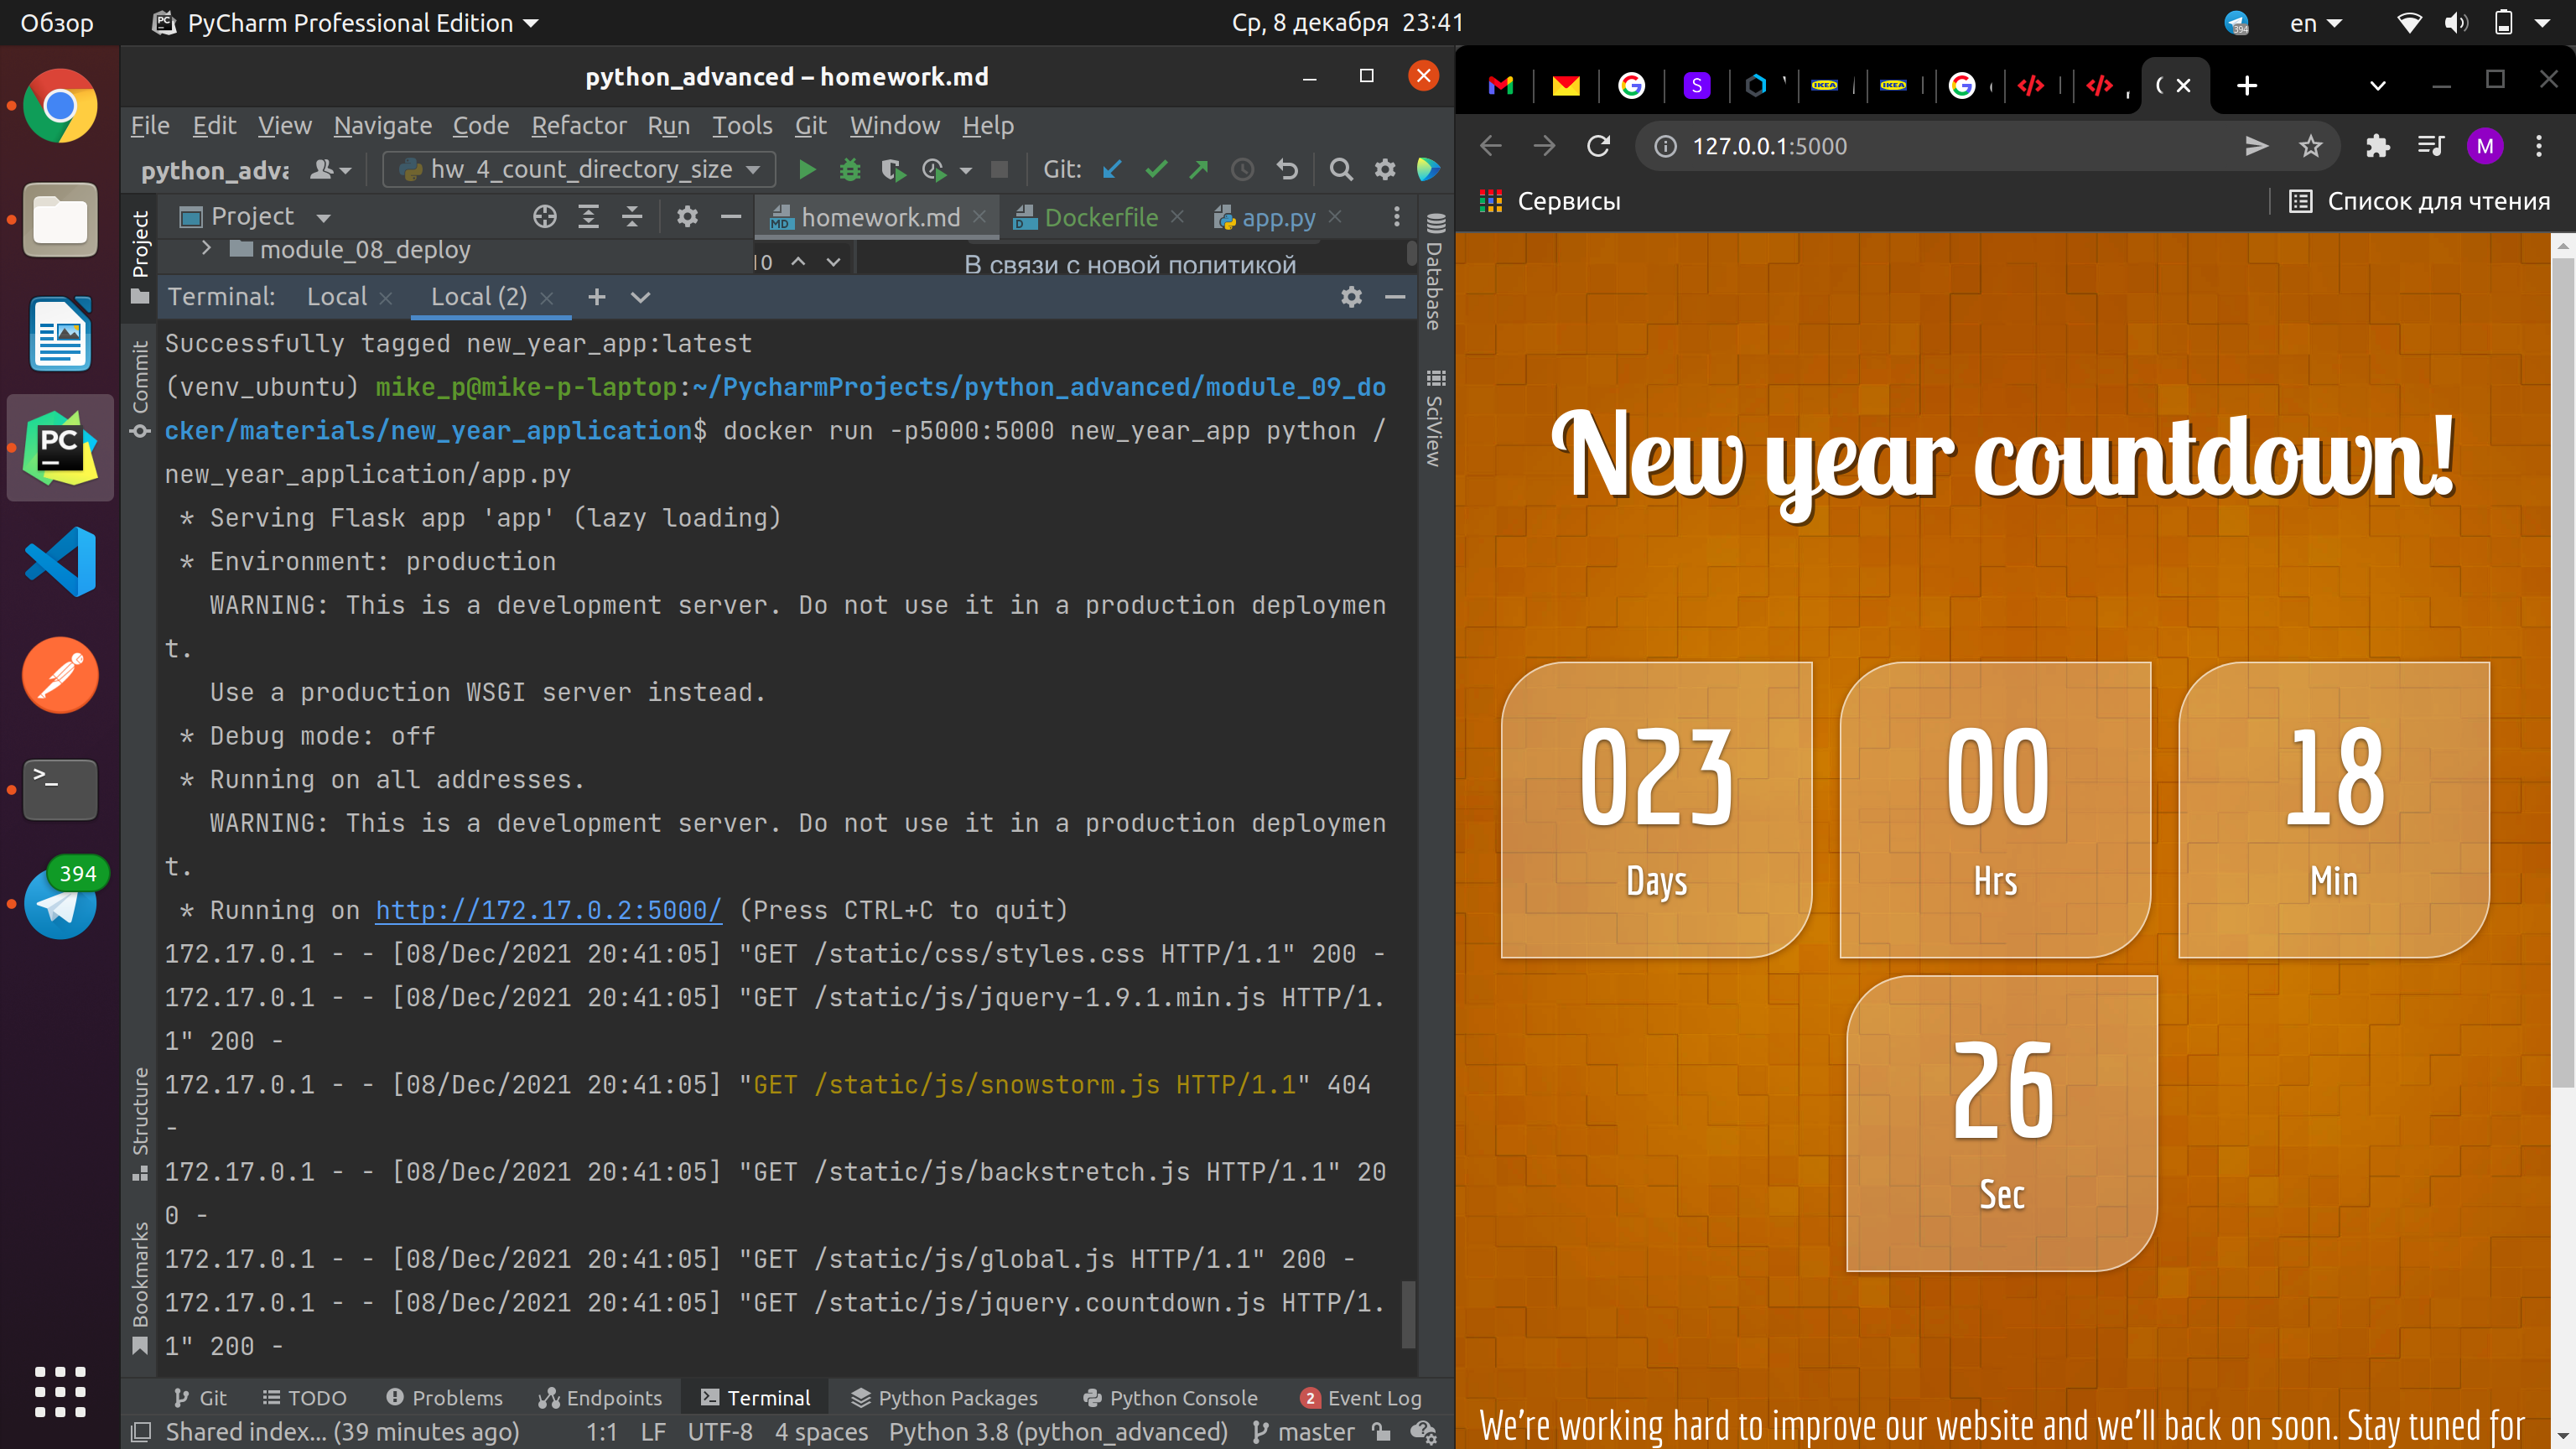 Обзор
PyCharm Professional Edition
Ср, 8 декабря 23:41
394
en
python_advanced – homework.md
File Edit View Navigate Code Refactor Run Tools Git Window Help
python_adva
hw_4_count_directory_size
Git:
Project
homework.md
Dockerfile
app.py
module_08_deploy
10
В связи с новой политикой
Terminal: Local Local (2)
Successfully tagged new_year_app:latest
(venv_ubuntu) mike_p@mike-p-laptop:~/PycharmProjects/python_advanced/module_09_do
cker/materials/new_year_application$ docker run -p5000:5000 new_year_app python /
new_year_application/app.py
* Serving Flask app 'app' (lazy loading)
* Environment: production
WARNING: This is a development server. Do not use it in a production deploymen
t.
Use a production WSGI server instead.
* Debug mode: off
* Running on all addresses.
WARNING: This is a development server. Do not use it in a production deploymen
t.
* Running on http://172.17.0.2:5000/ (Press CTRL+C to quit)
172.17.0.1 - - [08/Dec/2021 20:41:05] "GET /static/css/styles.css HTTP/1.1" 200 -
172.17.0.1 - - [08/Dec/2021 20:41:05] "GET /static/js/jquery-1.9.1.min.js HTTP/1.
1" 200 -
172.17.0.1 - - [08/Dec/2021 20:41:05] "GET /static/js/snowstorm.js HTTP/1.1" 404
-
172.17.0.1 - - [08/Dec/2021 20:41:05] "GET /static/js/backstretch.js HTTP/1.1" 20
0 -
172.17.0.1 - - [08/Dec/2021 20:41:05] "GET /static/js/global.js HTTP/1.1" 200 -
172.17.0.1 - - [08/Dec/2021 20:41:05] "GET /static/js/jquery.countdown.js HTTP/1.
1" 200 -
Project
Commit
Structure
Bookmarks
Database
SciView
Git TODO Problems Endpoints Terminal Python Packages Python Console 2 Event Log
Shared index... (39 minutes ago) 1:1 LF UTF-8 4 spaces Python 3.8 (python_advanced) master
PC
394
S
IKEA
IKEA
127.0.0.1:5000
M
Сервисы
Список для чтения
New year countdown!
023
Days
00
Hrs
18
Min
26
Sec
We're working hard to improve our website and we'll back on soon. Stay tuned for